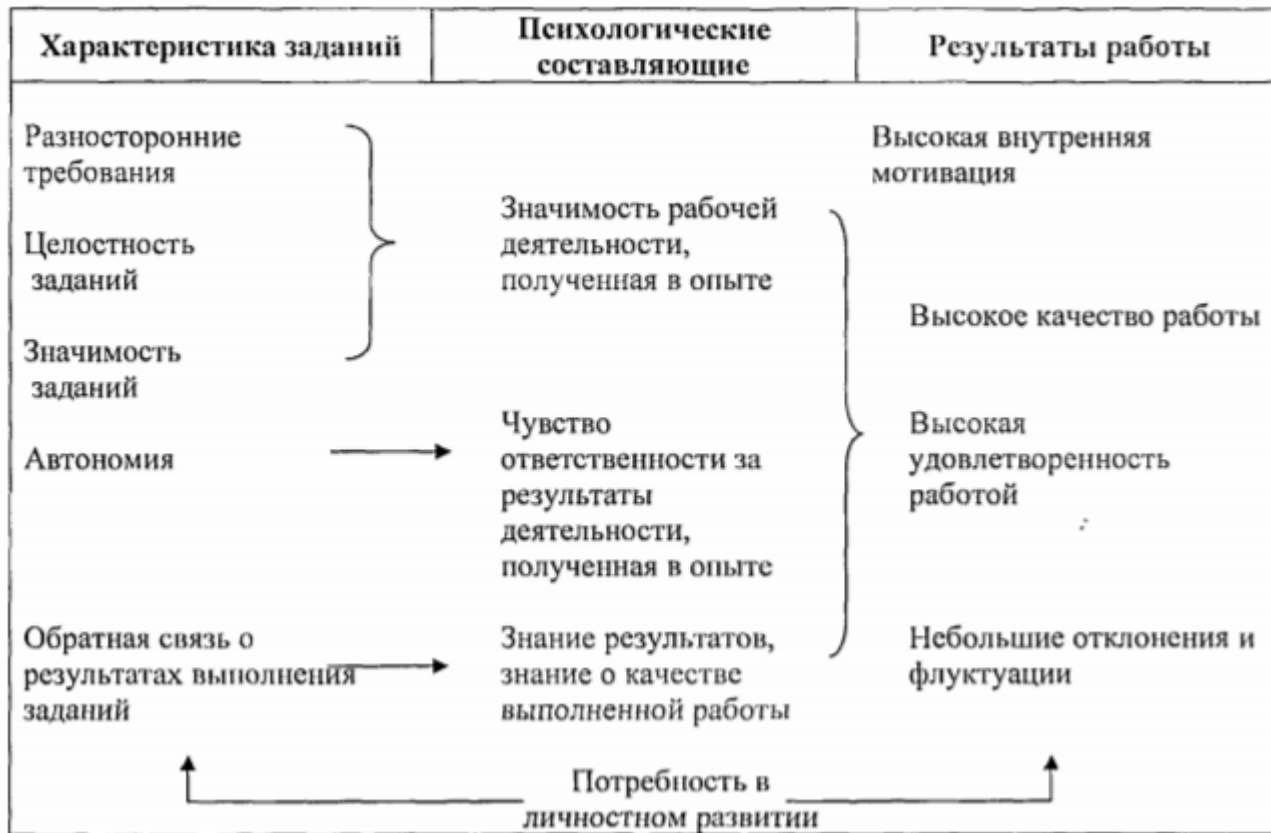 Характеристика заданий
Психологические
составляющие
Результаты работы
Разносторонние
требования
Целостность
заданий
Значимость
заданий
Автономия
Обратная связь о
результатах выполнения
заданий
Значимость рабочей
деятельности,
полученная в опыте
Чувство
ответственности за
результаты
деятельности,
полученная в опыте
Знание результатов,
знание о качестве
выполненной работы
Высокая внутренняя
мотивация
Высокое качество работы
Высокая
удовлетворенность
работой
Небольшие отклонения и
флуктуации
Потребность в
личностном развитии